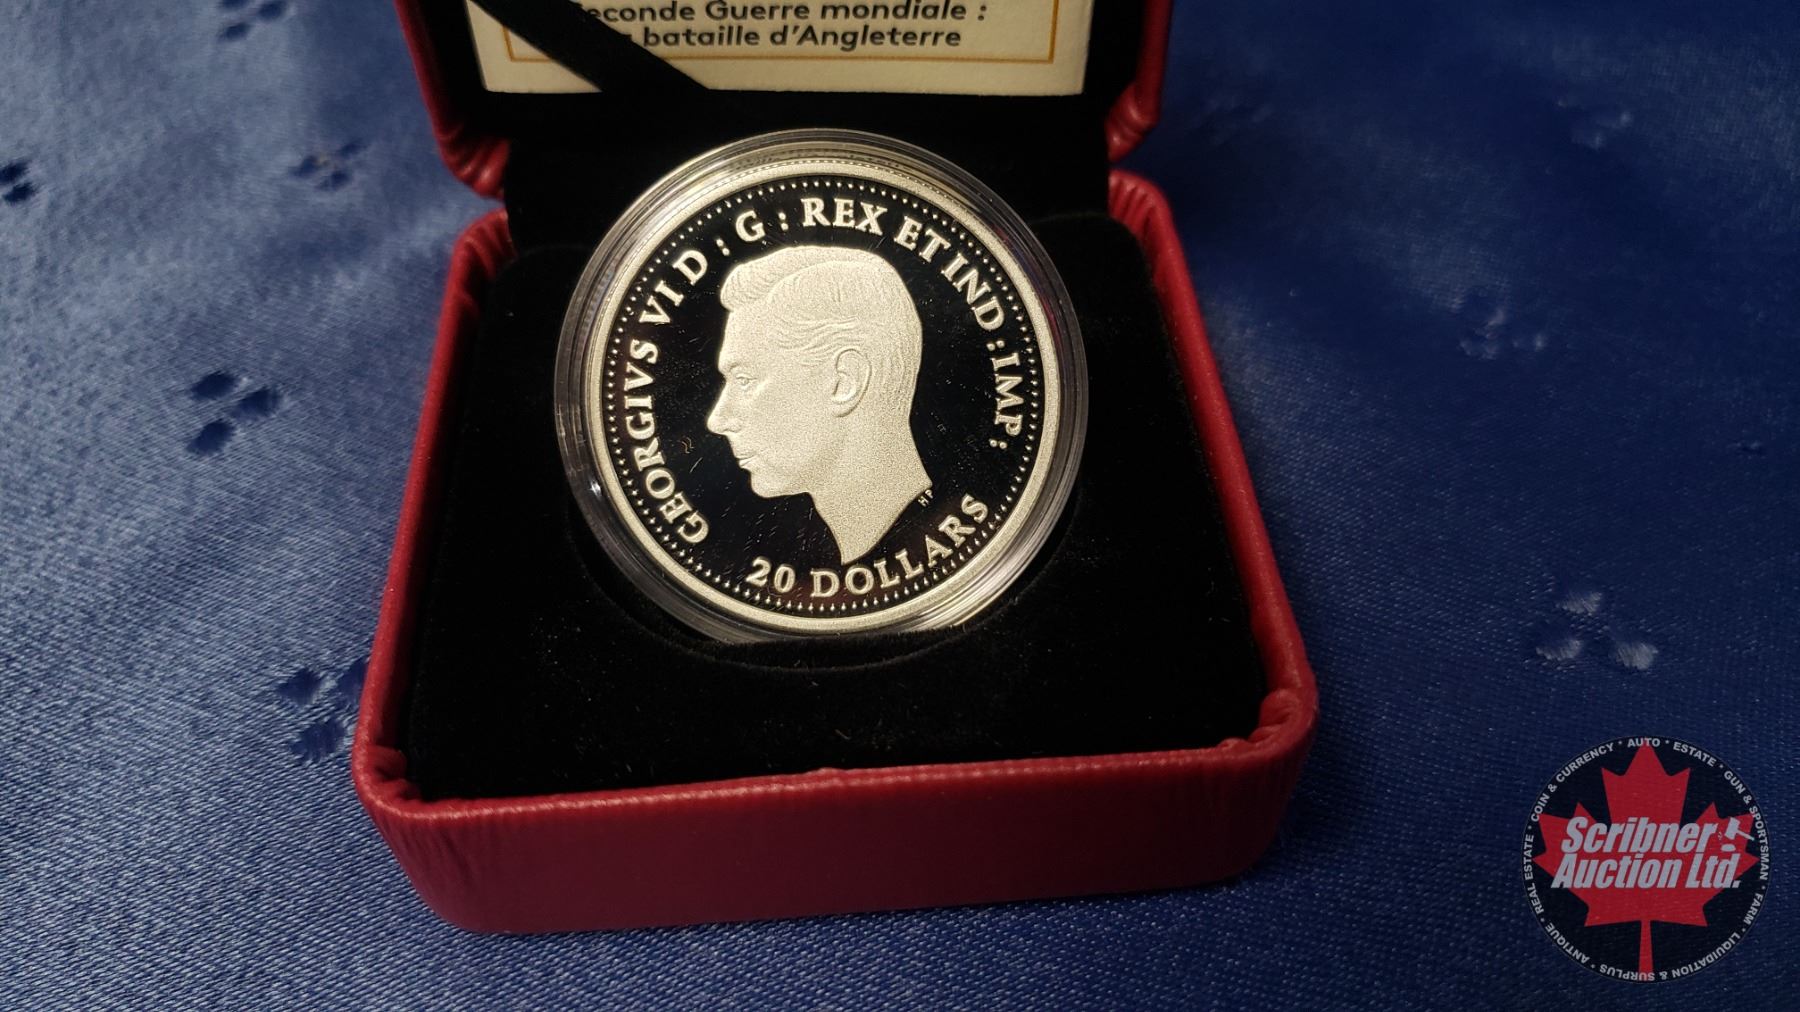 Seconde Guerre mondiale :
bataille d'Angleterre
GEORGIVS VI D : G : REX ET IND : IMP :
HP
20 DOLLARS
COIN & CURRENCY * AUTO * ESTATE * GUN & SPORTSMAN * FARM * LIQUIDATION & SURPLUS * ANTIQUE * REAL ESTATE *
Scribner
Auction Ltd.